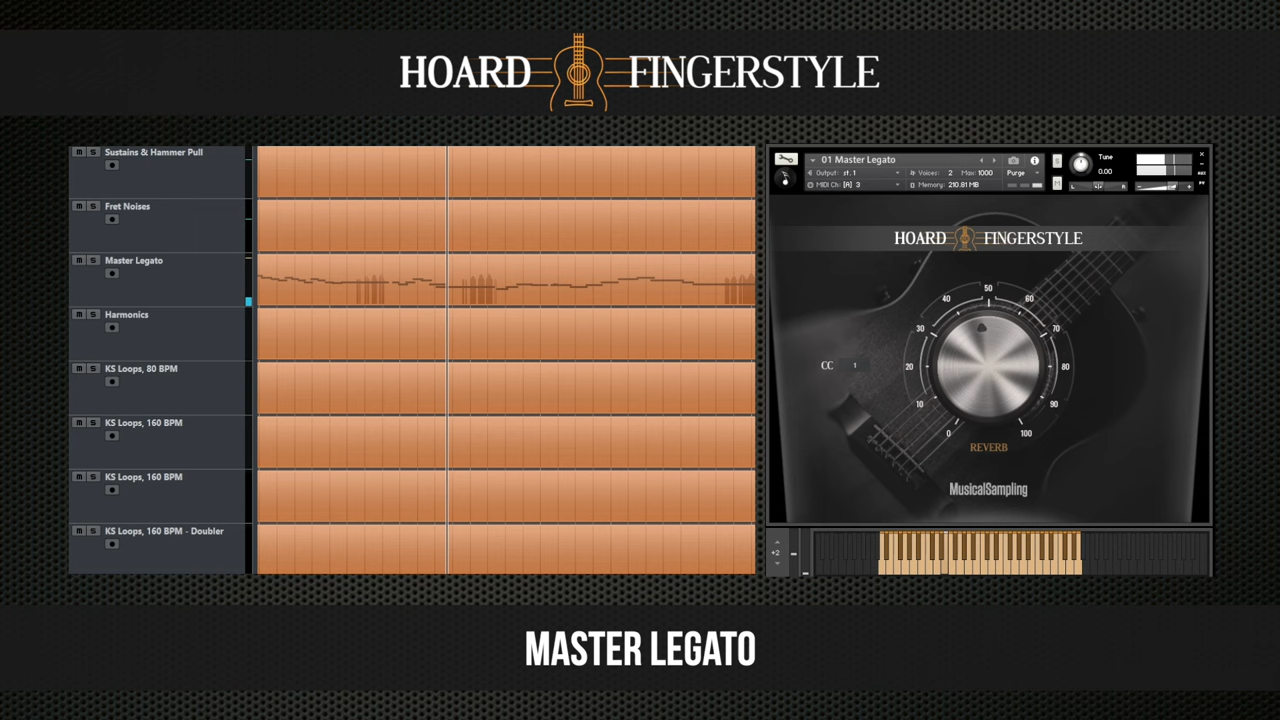 HOARD FINGERSTYLE
m S Sustains & Hammer Pull
Fret Noises
m S Master Legato
m S Harmonics
m S KS Loops, 80 BPM
m S KS Loops, 160 BPM
m S KS Loops, 160 BPM
m S KS Loops, 160 BPM - Doubler
01 Master Legato
Output: st.1 Voices: 2 Max: 1000 Purge
MIDI Ch: [A] 3 Memory: 210.81 MB
S
M
Tune
0.00
L R
- +
x
aux
pv
HOARD FINGERSTYLE
50
40 60
30 70
CC 1 20 80
10 90
0 100
REVERB
MusicalSampling
+2
MASTER LEGATO